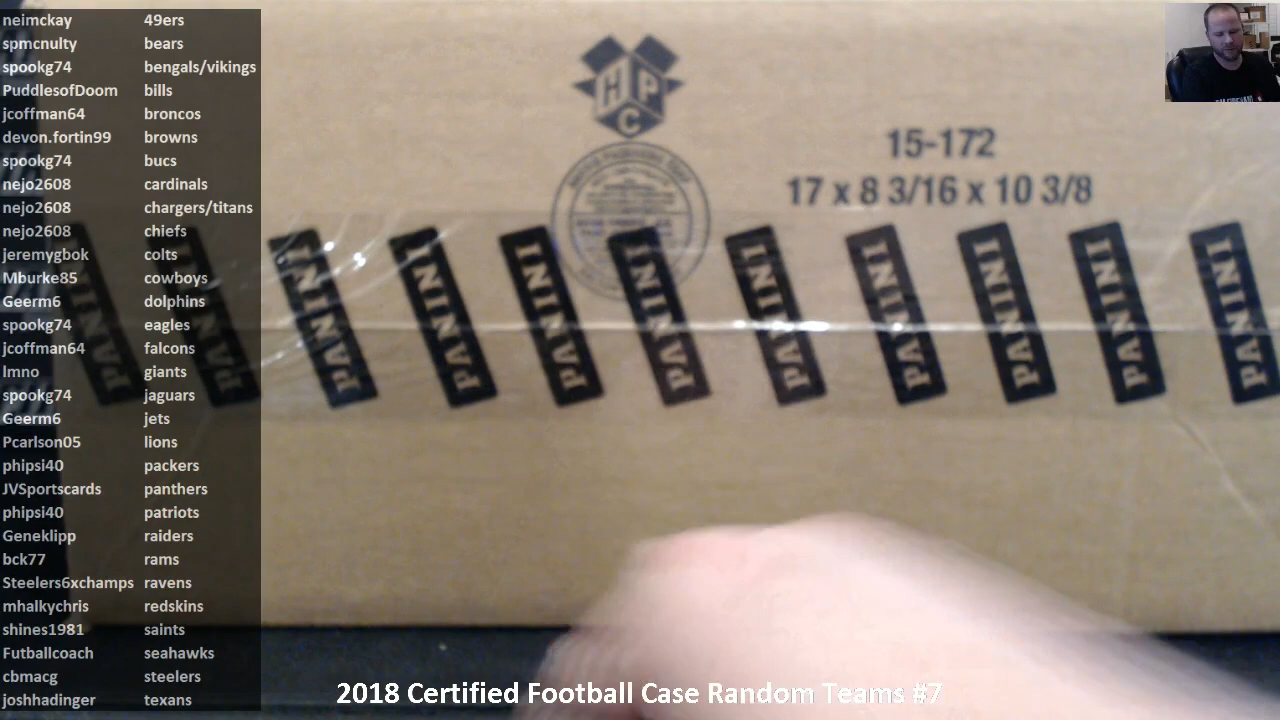 neimckay 49ers
spmcnulty bears
spookg74 bengals/vikings
PuddlesofDoom bills
jcoffman64 broncos
devon.fortin99 browns
spookg74 bucs
nejo2608 cardinals
nejo2608 chargers/titans
nejo2608 chiefs
jeremygbok colts
Mburke85 cowboys
Geerm6 dolphins
spookg74 eagles
jcoffman64 falcons
lmno giants
spookg74 jaguars
Geerm6 jets
Pcarlson05 lions
phipsi40 packers
JVSportscards panthers
phipsi40 patriots
Geneklipp raiders
bck77 rams
Steelers6xchamps ravens
mhalkychris redskins
shines1981 saints
Futballcoach seahawks
cbmacg steelers
joshhadinger texans
HPC
15-172
17 x 8 3/16 x 10 3/8
PANINI PANINI PANINI PANINI PANINI PANINI PANINI PANINI PANINI PANINI PANINI
2018 Certified Football Case Random Teams #7